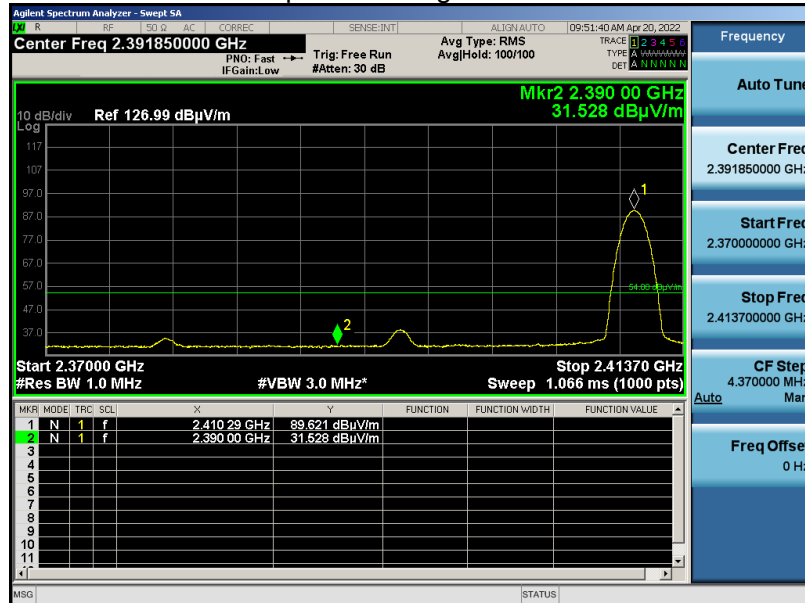 Agilent Spectrum Analyzer - Swept SA
LXI R RF 50 Ω AC CORREC SENSE:INT ALIGN AUTO 09:51:40 AM Apr 20, 2022
Center Freq 2.391850000 GHz
PNO: Fast
IFGain:Low
Trig: Free Run
#Atten: 30 dB
Avg Type: RMS
Avg|Hold: 100/100
TRACE 1 2 3 4 5 6
TYPE A WWWWW
DET A N N N N N
Mkr2 2.390 00 GHz
31.528 dBµV/m
10 dB/div Ref 126.99 dBµV/m
Log
117
107
97.0
87.0
77.0
67.0
57.0
47.0
37.0
1
2
54.00 dBµV/m
Start 2.37000 GHz Stop 2.41370 GHz
#Res BW 1.0 MHz #VBW 3.0 MHz* Sweep 1.066 ms (1000 pts)
MKR MODE TRC SCL X Y FUNCTION FUNCTION WIDTH FUNCTION VALUE
1 N 1 f 2.410 29 GHz 89.621 dBµV/m
2 N 1 f 2.390 00 GHz 31.528 dBµV/m
3
4
5
6
7
8
9
10
11
MSG STATUS
Frequency
Auto Tune
Center Freq
2.391850000 GHz
Start Freq
2.370000000 GHz
Stop Freq
2.413700000 GHz
CF Step
4.370000 MHz
Auto Man
Freq Offset
0 Hz